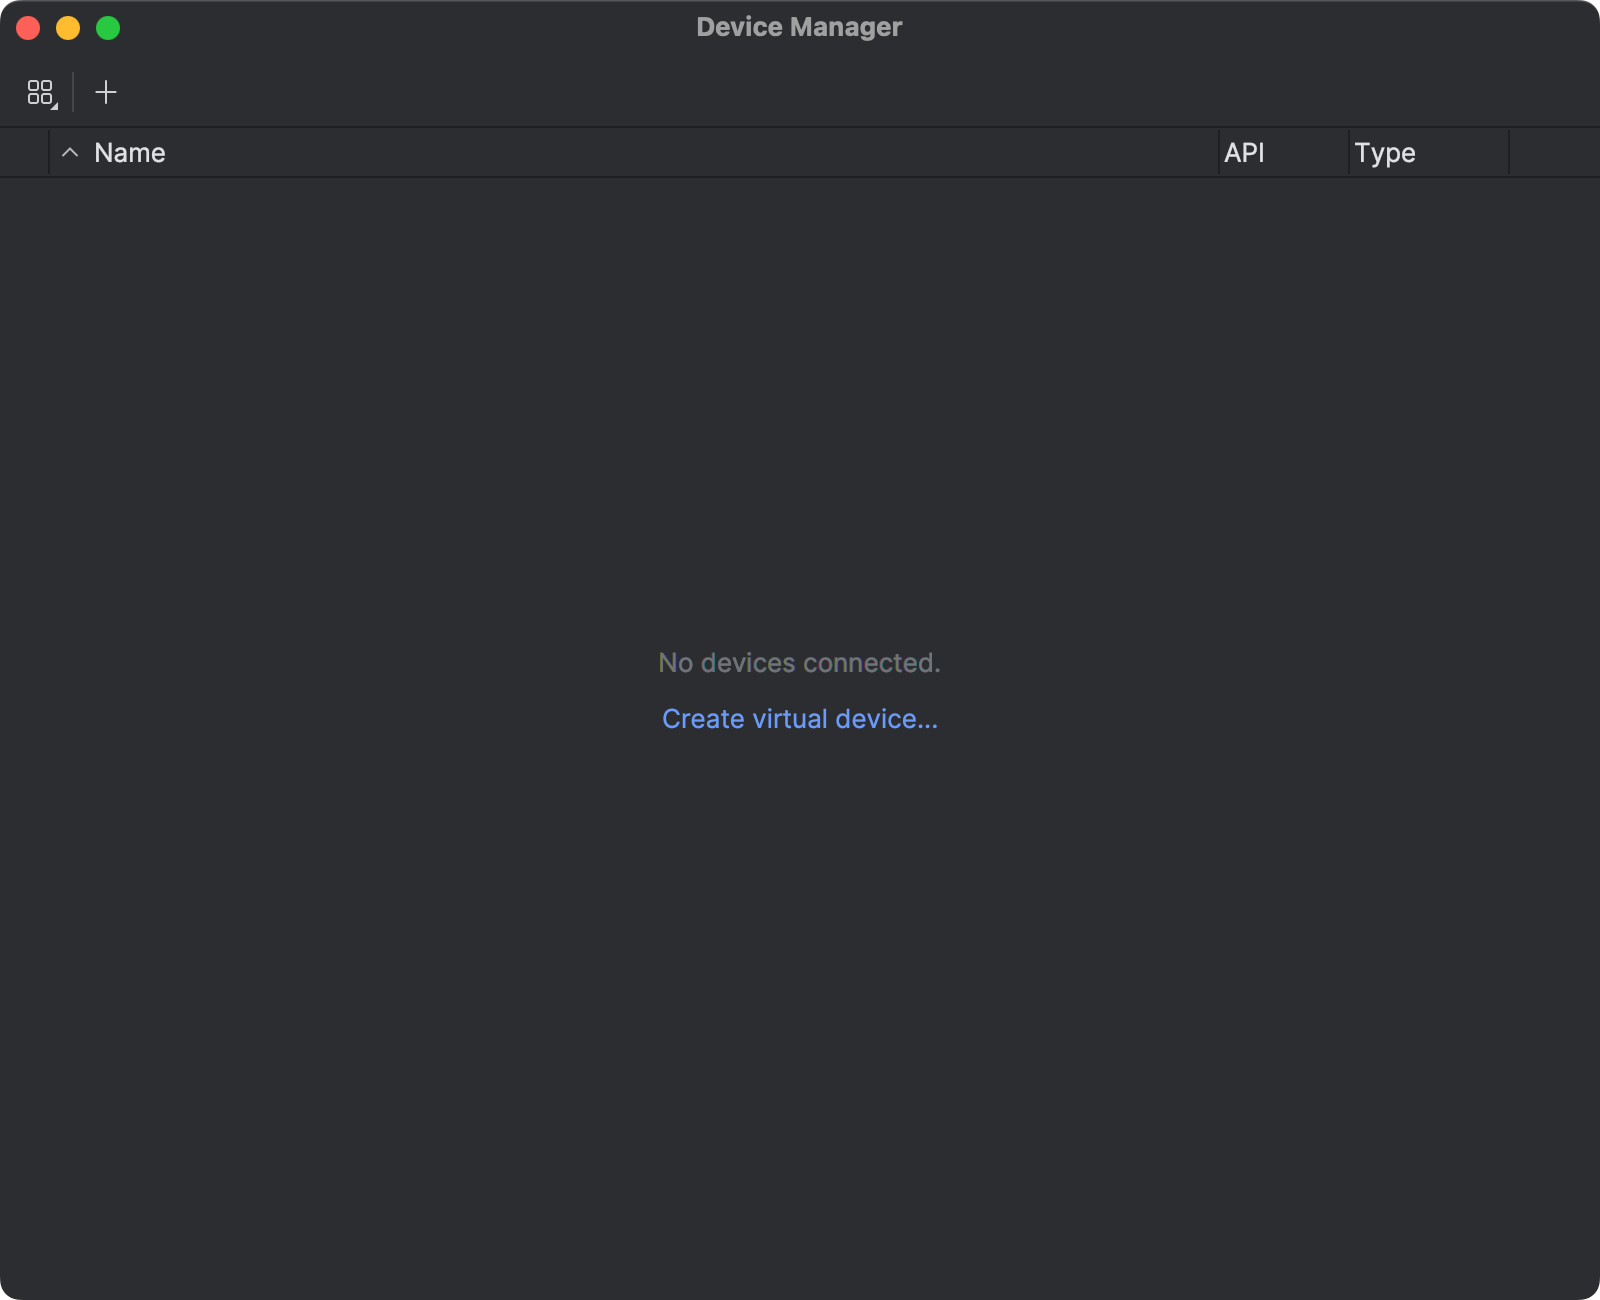 Device Manager
Name
API
Type
No devices connected.
Create virtual device...